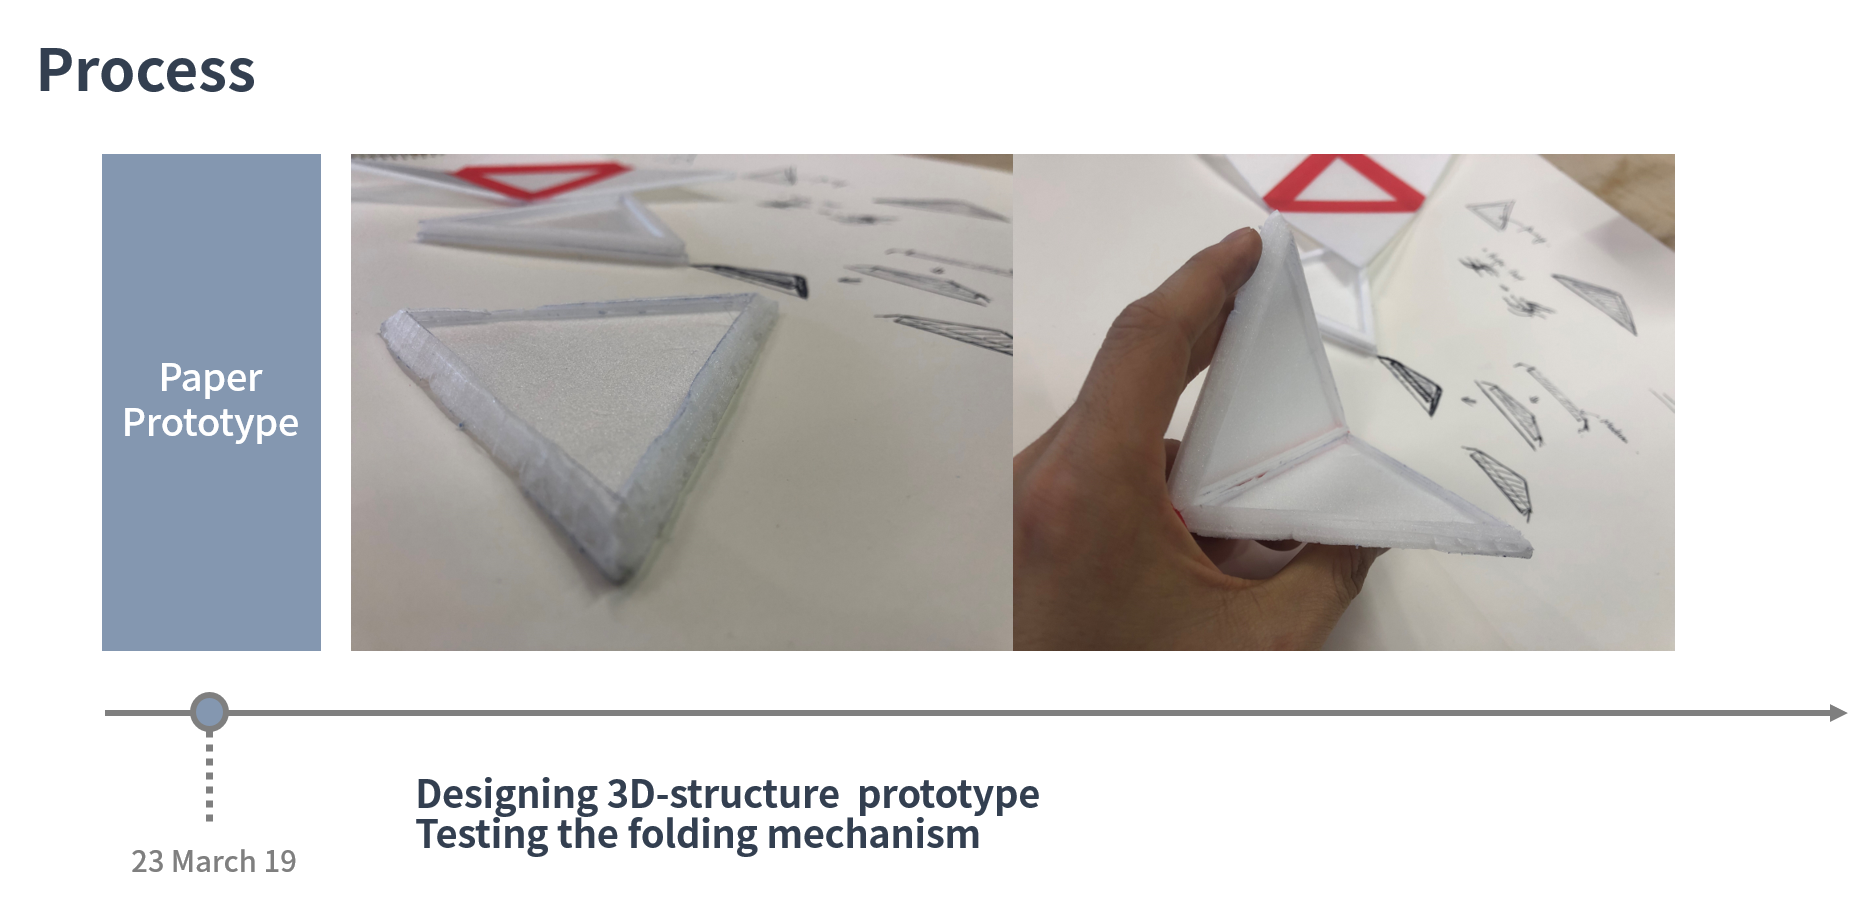 Process
Paper
Prototype
23 March 19
Designing 3D-structure  prototype
Testing the folding mechanism